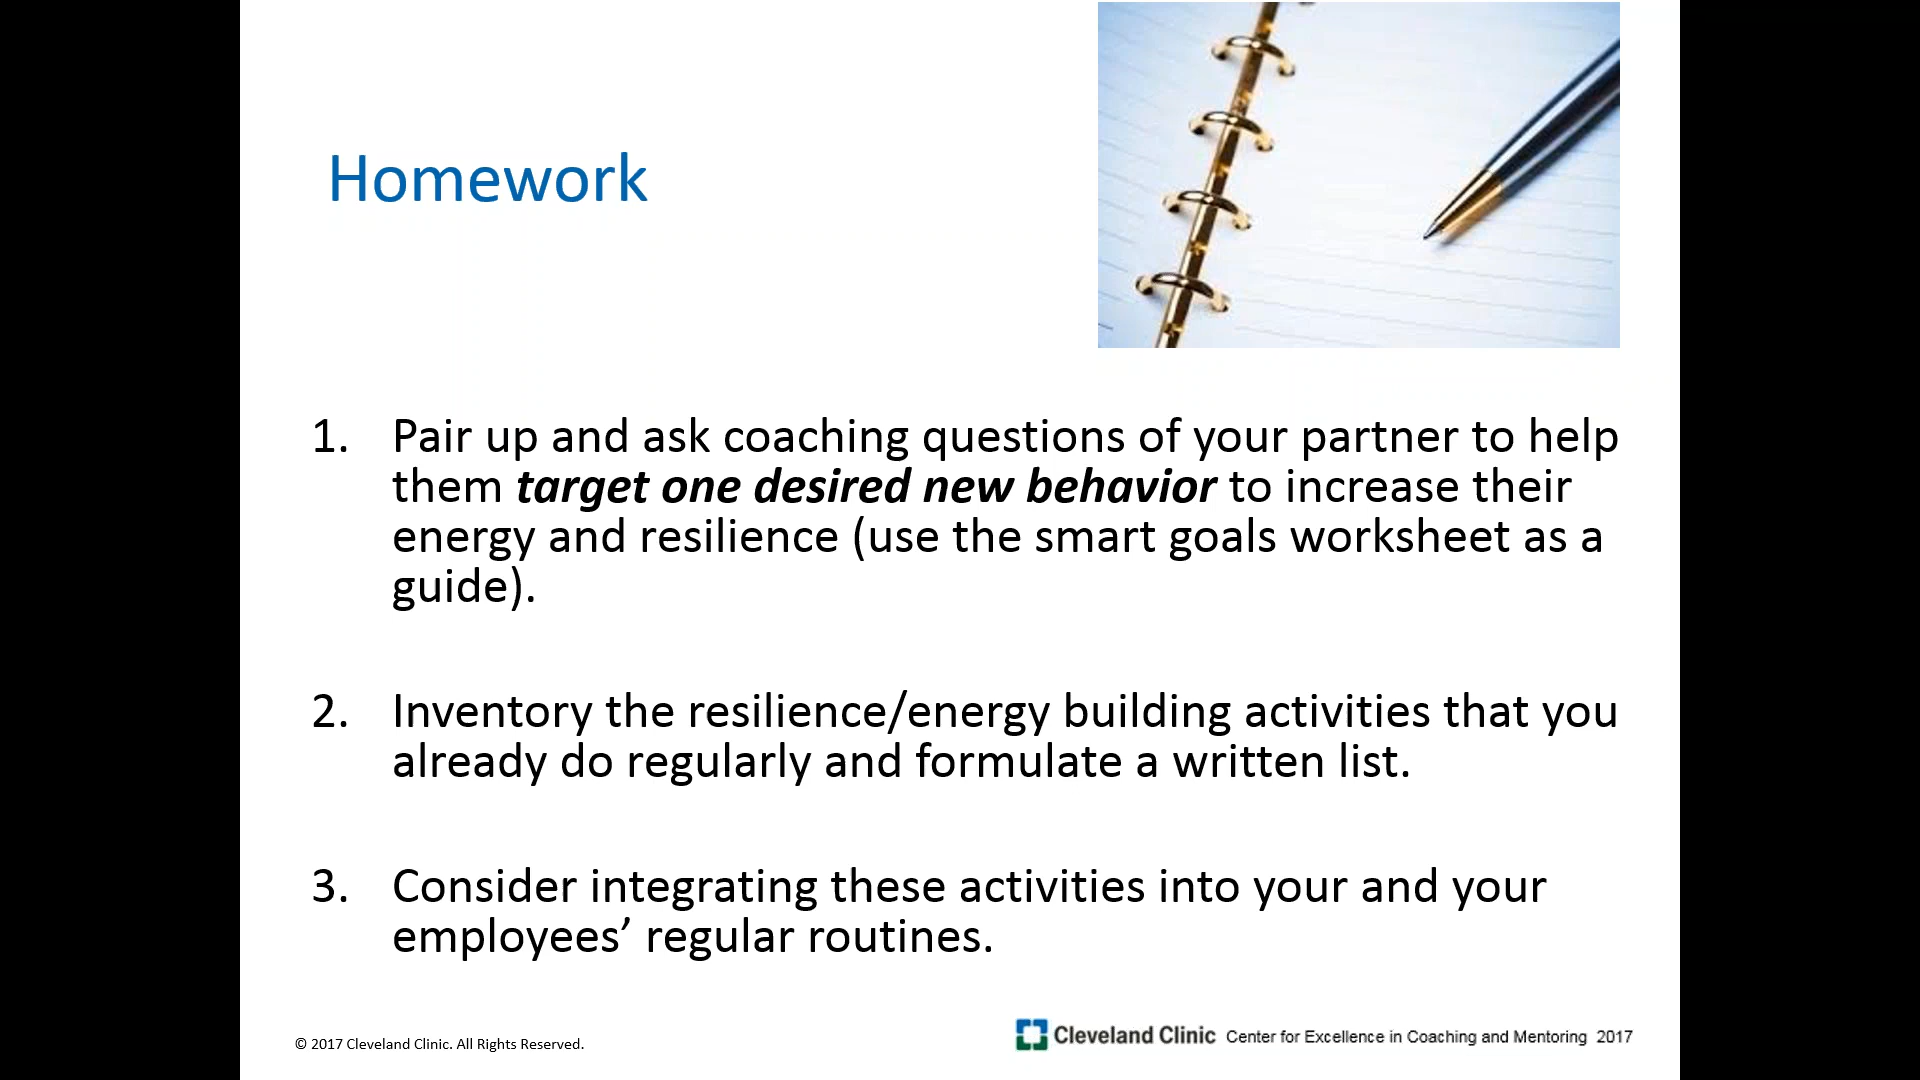 Homework
1. Pair up and ask coaching questions of your partner to help
them target one desired new behavior to increase their
energy and resilience (use the smart goals worksheet as a
guide).
2. Inventory the resilience/energy building activities that you
already do regularly and formulate a written list.
3. Consider integrating these activities into your and your
employees’ regular routines.
© 2017 Cleveland Clinic. All Rights Reserved.
Cleveland Clinic Center for Excellence in Coaching and Mentoring 2017